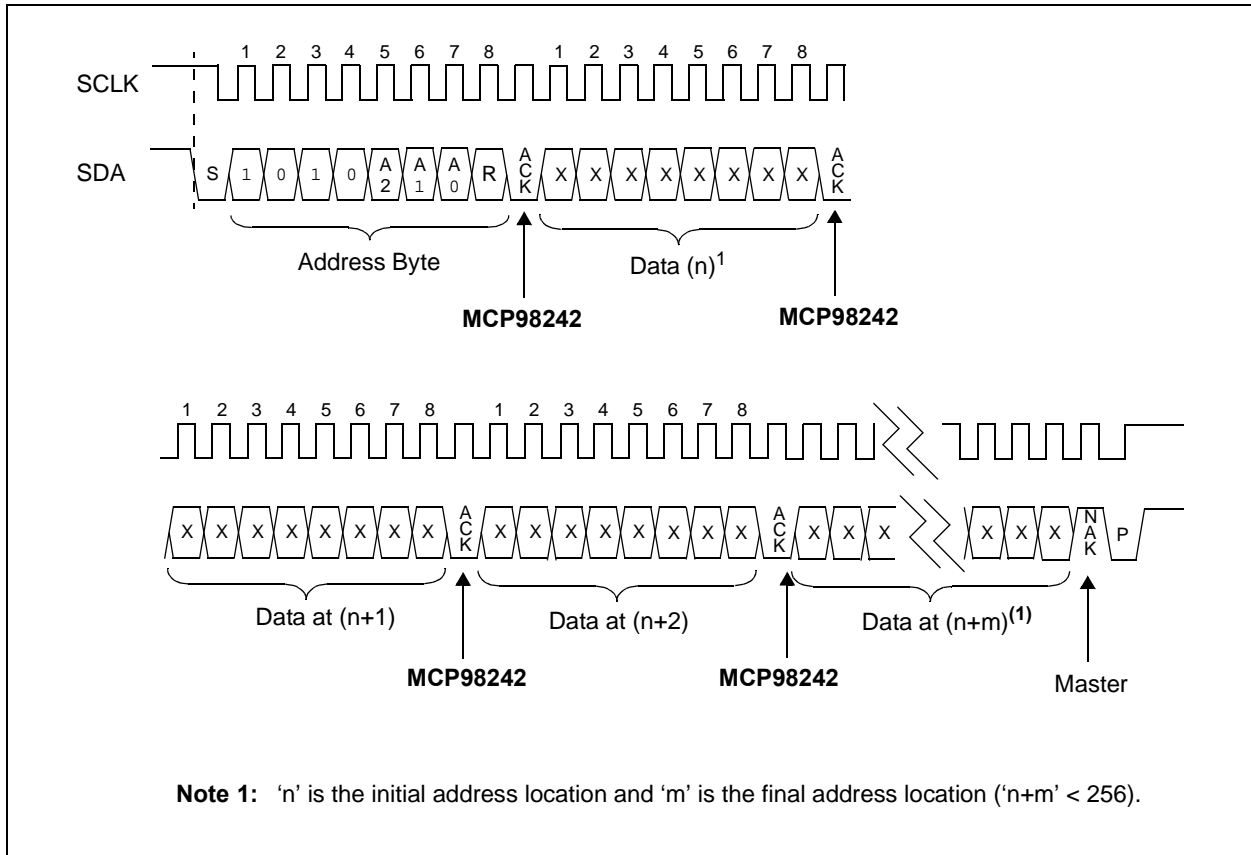 1 2 3 4 5 6 7 8 1 2 3 4 5 6 7 8
SCLK
SDA S 1 0 1 0 A2 A1 A0 R ACK X X X X X X X X ACK
Address Byte Data (n)1
MCP98242 MCP98242
1 2 3 4 5 6 7 8 1 2 3 4 5 6 7 8
X X X X X X X X ACK X X X X X X X X ACK X X X X X X NAK P
Data at (n+1) Data at (n+2) Data at (n+m)(1)
MCP98242 MCP98242 Master
Note 1: ‘n’ is the initial address location and ‘m’ is the final address location (‘n+m’ < 256).